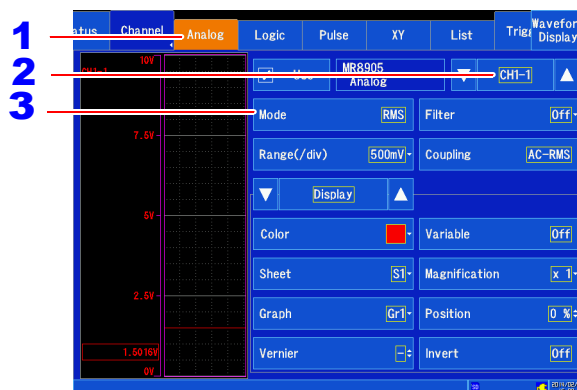 1
2
3
atus Channel Analog Logic Pulse XY List Trigg Waveform Display
CH1-1
10V
7.5V
5V
2.5V
1.5016V
0V
Use MR8905 Analog CH1-1
Mode RMS Filter Off
Range(/div) 500mV Coupling AC-RMS
Display
Color Variable Off
Sheet S1 Magnification x 1
Graph Gr1 Position 0 %
Vernier Invert Off